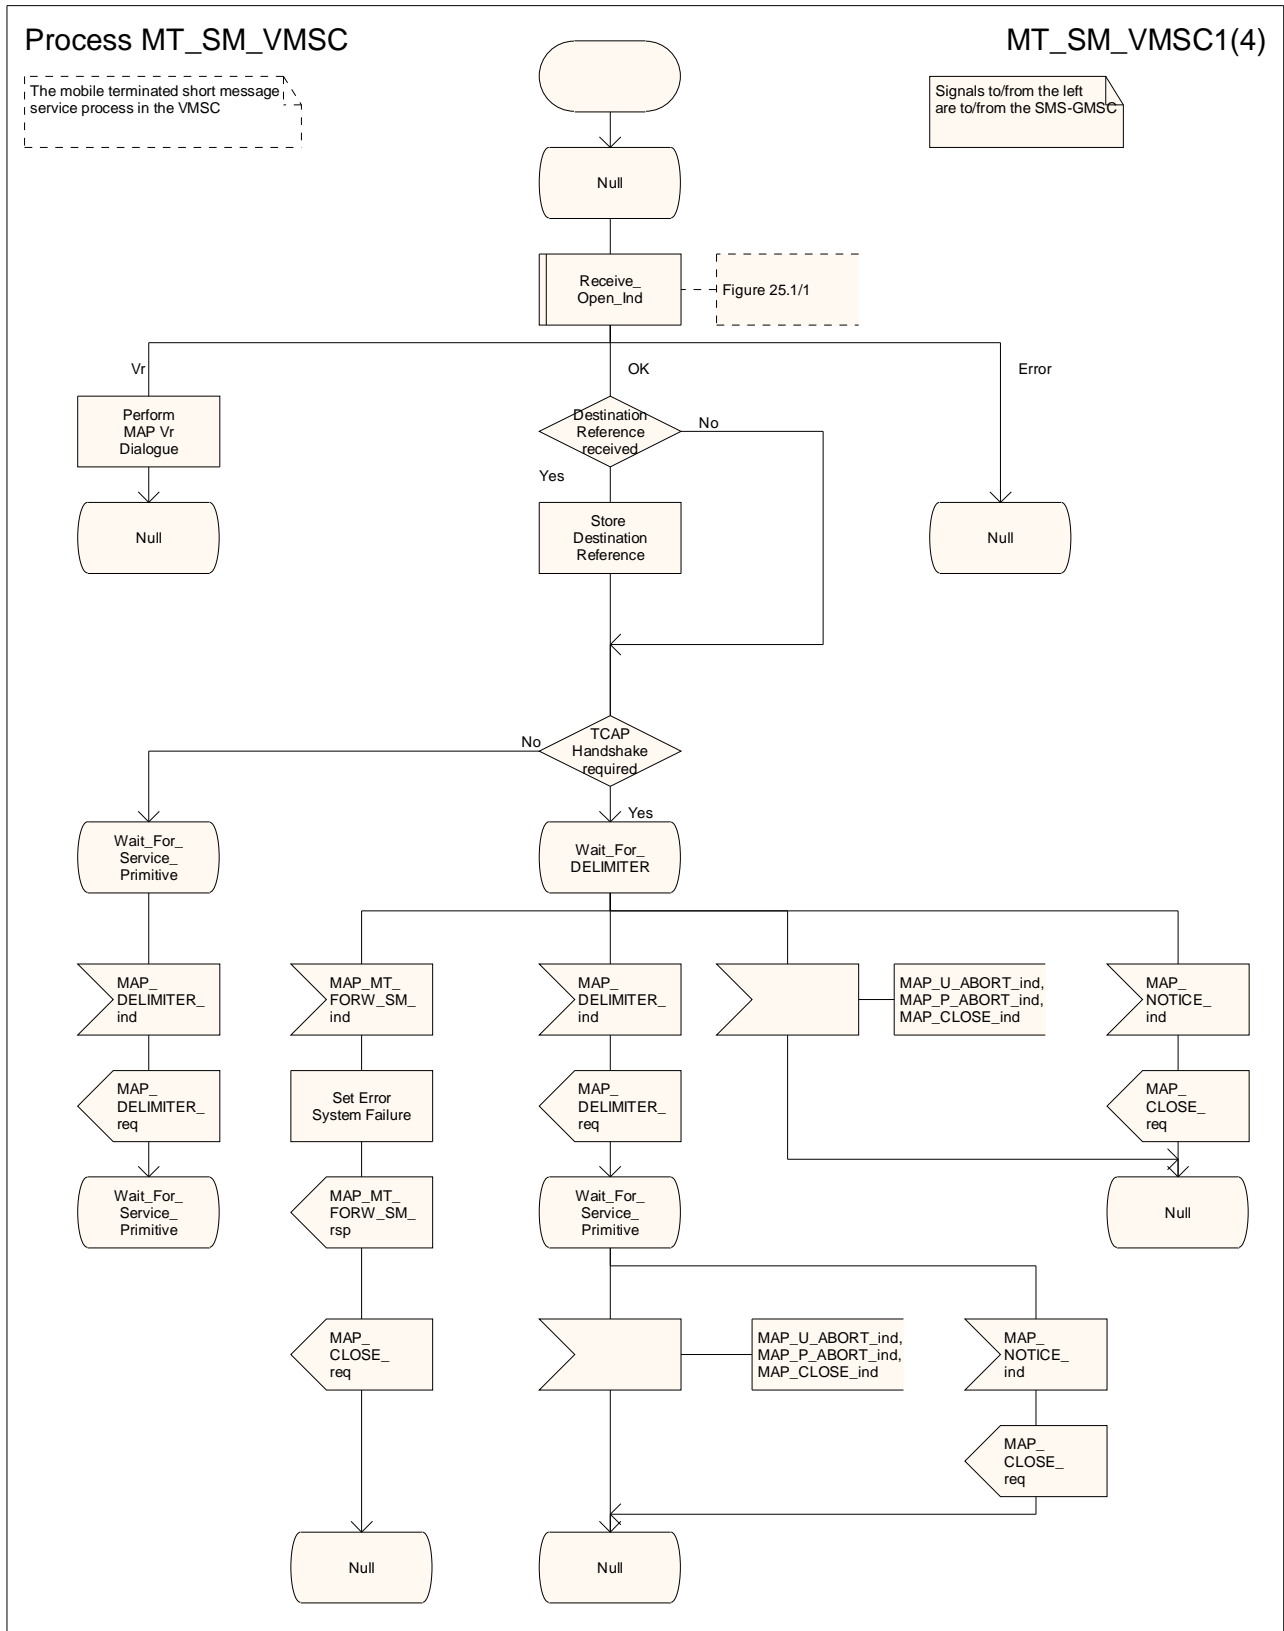 Process MT_SM_VMSC
MT_SM_VMSC1(4)
The mobile terminated short message
service process in the VMSC
Signals to/from the left
are to/from the SMS-GMSC
Null
Receive_
Open_Ind
Figure 25.1/1
Vr
OK
Error
Perform
MAP Vr
Dialogue
Destination
Reference
received
No
Yes
Null
Store
Destination
Reference
Null
TCAP
Handshake
required
No
Yes
Wait_For_
Service_
Primitive
Wait_For_
DELIMITER
MAP_
DELIMITER_
ind
MAP_MT_
FORW_SM_
ind
MAP_
DELIMITER_
ind
MAP_U_ABORT_ind,
MAP_P_ABORT_ind,
MAP_CLOSE_ind
MAP_
NOTICE_
ind
MAP_
DELIMITER_
req
Set Error
System Failure
MAP_
DELIMITER_
req
MAP_
CLOSE_
req
Wait_For_
Service_
Primitive
MAP_MT_
FORW_SM_
rsp
Wait_For_
Service_
Primitive
Null
MAP_
CLOSE_
req
MAP_U_ABORT_ind,
MAP_P_ABORT_ind,
MAP_CLOSE_ind
MAP_
NOTICE_
ind
MAP_
CLOSE_
req
Null
Null